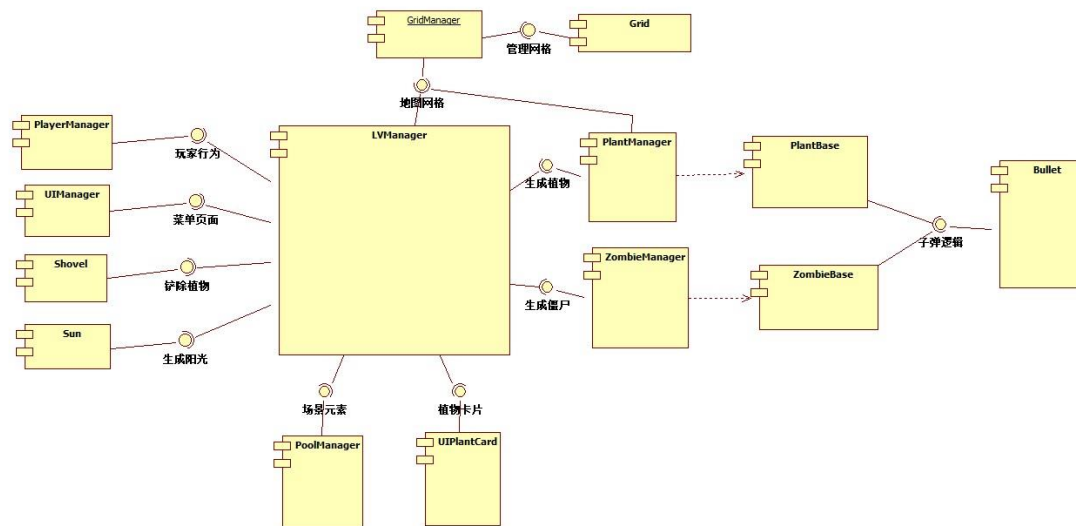 GridManager
Grid
管理网格
地图网格
PlayerManager
玩家行为
LVManager
PlantManager
PlantBase
生成植物
Bullet
UIManager
菜单页面
子弹逻辑
Shovel
铲除植物
ZombieManager
ZombieBase
生成僵尸
Sun
生成阳光
场景元素
植物卡片
PoolManager
UIPlantCard